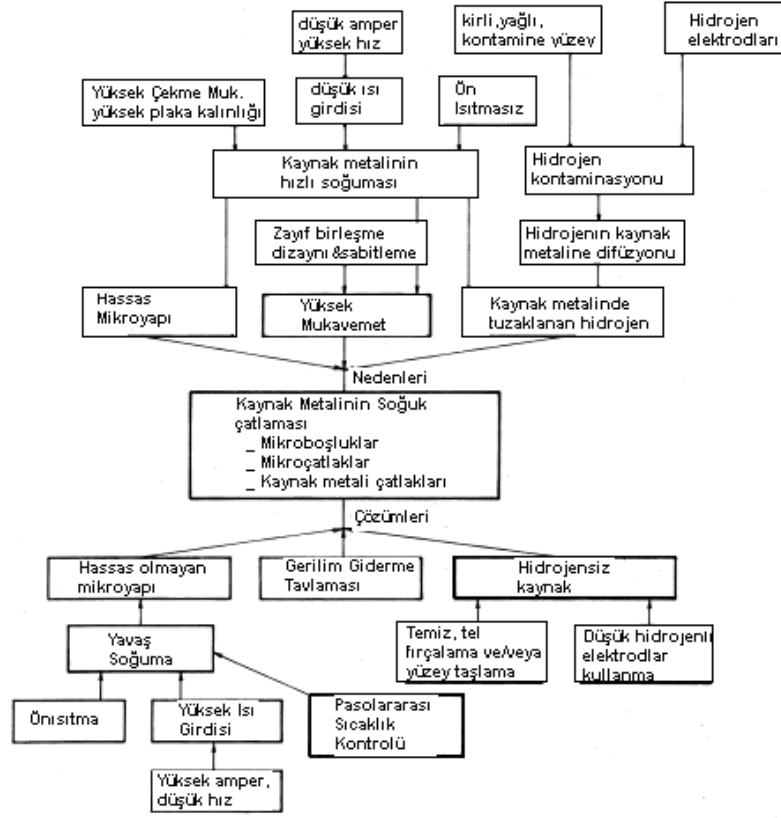 düşük amper
yüksek hız
kirli,yağlı,
kontamine yüzey
Hidrojen
elektrodları
Yüksek Çekme Muk.
yüksek plaka kalınlığı
düşük ısı
girdisi
Ön
Isıtmasız
Kaynak metalinin
hızlı soğuması
Hidrojen
kontaminasyonu
Zayıf birleşme
dizaynı&sabitleme
Hidrojenın kaynak
metaline difüzyonu
Hassas
Mikroyapı
Yüksek
Mukavemet
Kaynak metalinde
tuzaklanan hidrojen
Nedenleri
Kaynak Metalinin Soğuk
çatlaması
_ Mikroboşluklar
_ Mikroçatlaklar
_ Kaynak metali çatlakları
Çözümleri
Hassas olmayan
mikroyapı
Gerilim Giderme
Tavlaması
Hidrojensiz
kaynak
Yavaş
Soğuma
Temiz, tel
fırçalama ve/veya
yüzey taşlama
Düşük hidrojenli
elektrodlar
kullanma
Önısıtma
Yüksek Isı
Girdisi
Pasolararası
Sıcaklık
Kontrolü
Yüksek amper,
düşük hız